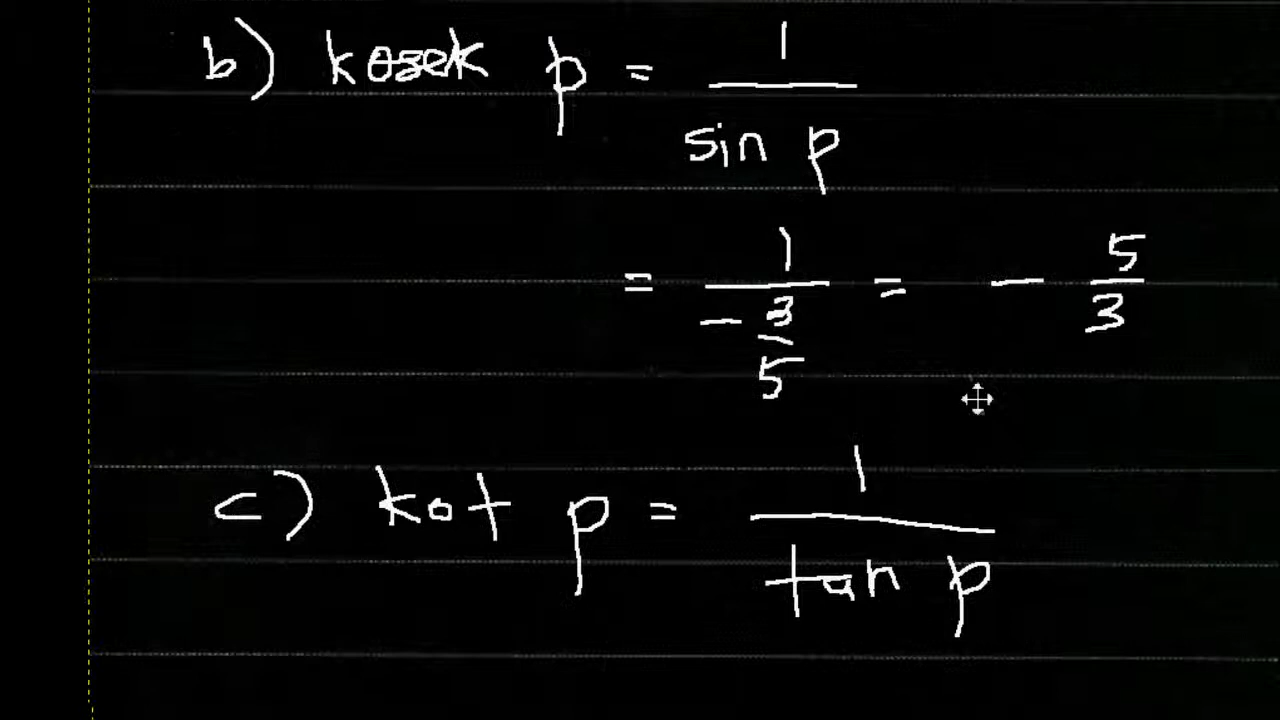 b) kosek p = 1 / sin p
= 1 / - 3/5 = - 5/3
c) kot p = 1 / tan p